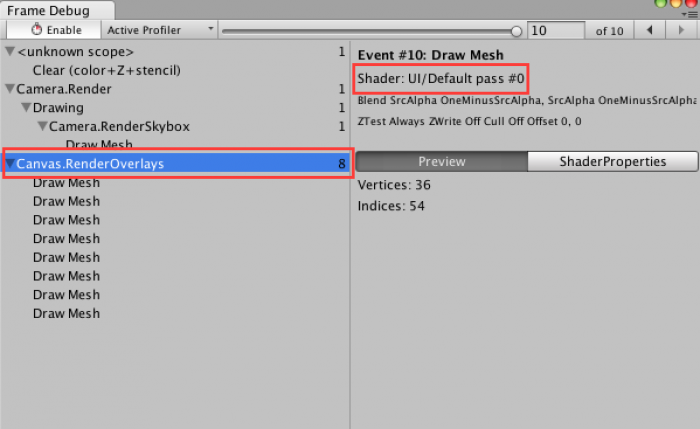 Frame Debug
Enable Active Profiler 10 of 10
<unknown scope> 1
Clear (color+Z+stencil)
Camera.Render 1
Drawing 1
Camera.RenderSkybox 1
Draw Mesh
Canvas.RenderOverlays 8
Draw Mesh
Draw Mesh
Draw Mesh
Draw Mesh
Draw Mesh
Draw Mesh
Draw Mesh
Draw Mesh
Event #10: Draw Mesh
Shader: UI/Default pass #0
Blend SrcAlpha OneMinusSrcAlpha, SrcAlpha OneMinusSrcAlpha
ZTest Always ZWrite Off Cull Off Offset 0, 0
Preview ShaderProperties
Vertices: 36
Indices: 54